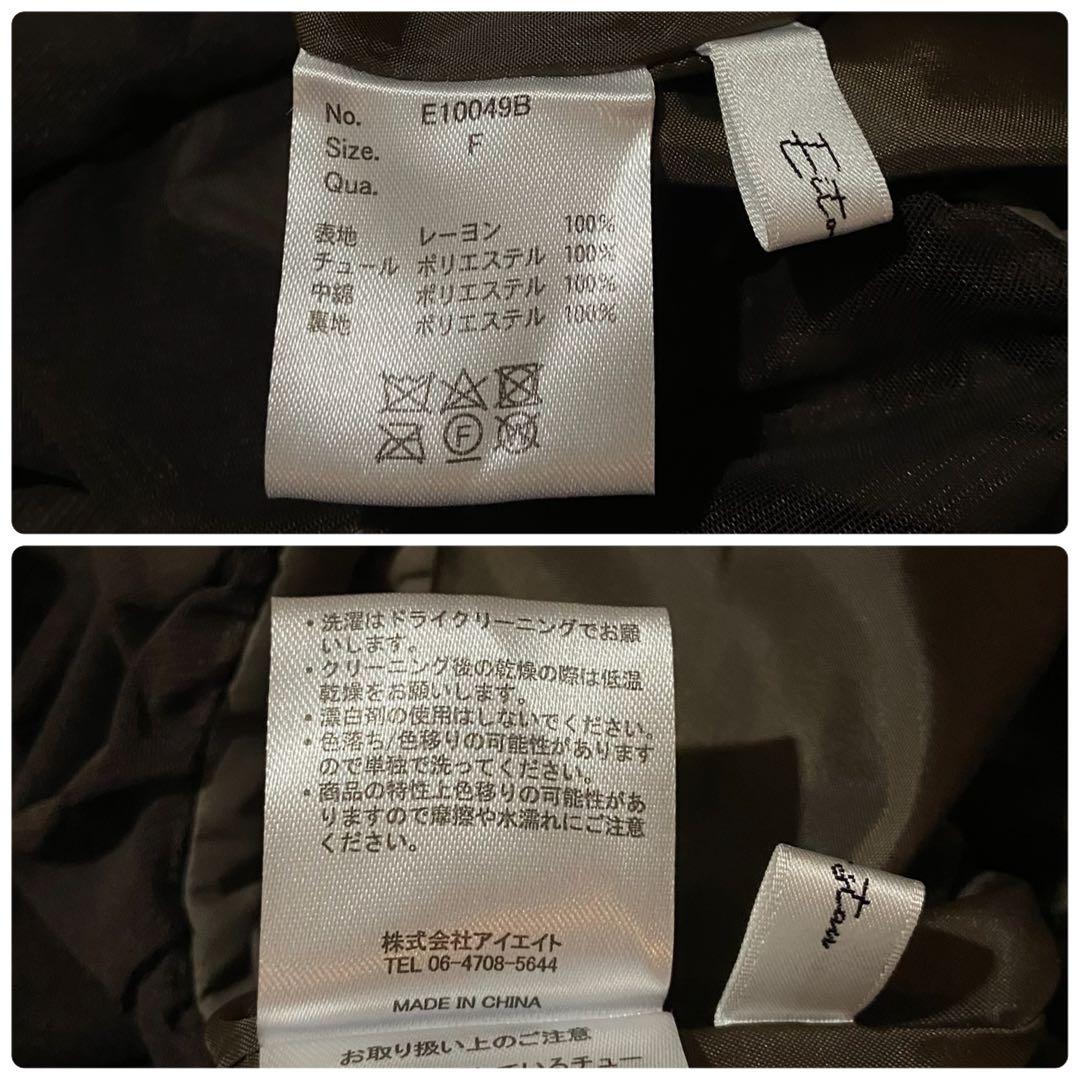 No. E10049B
Size. F
Qua.
表地 レーヨン 100%
チュール ポリエステル 100%
中綿 ポリエステル 100%
裏地 ポリエステル 100%
F
W
・洗濯はドライクリーニングでお願
いします。
・クリーニング後の乾燥の際は低温
乾燥をお願いします。
・漂白剤の使用はしないでください。
・色落ち/色移りの可能性があります
ので単独で洗ってください。
・商品の特性上色移りの可能性があ
りますので摩擦や水濡れにご注意
ください。
株式会社アイエイト
TEL 06-4708-5644
MADE IN CHINA
お取り扱い上のご注意